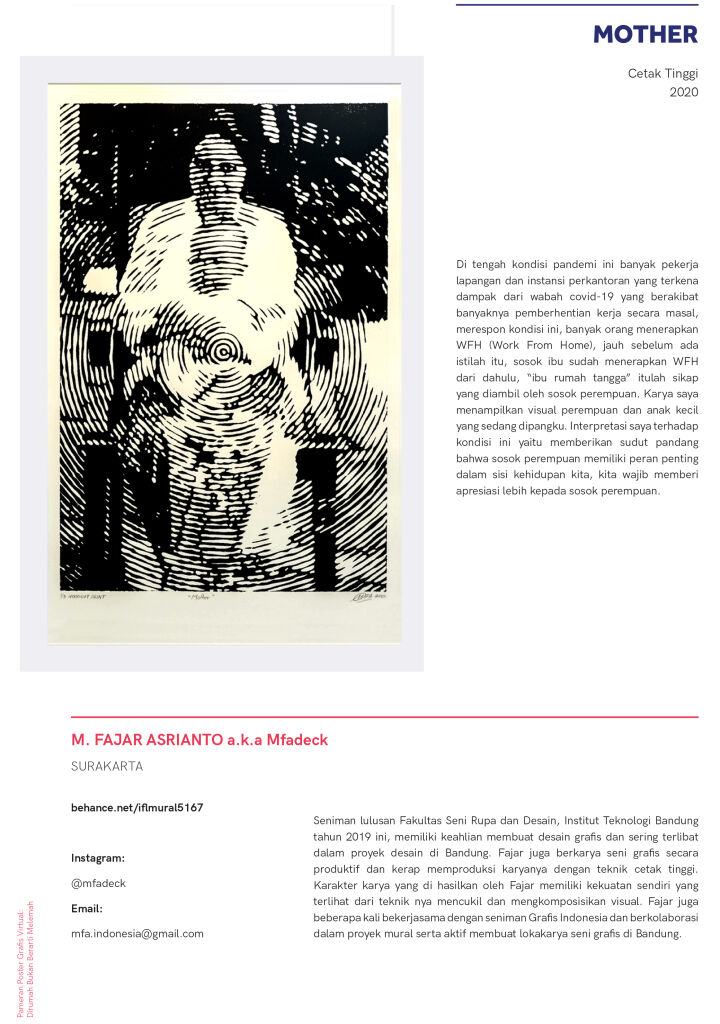 MOTHER
Cetak Tinggi
2020
Di tengah kondisi pandemi ini banyak pekerja
lapangan dan instansi perkantoran yang terkena
dampak dari wabah covid-19 yang berakibat
banyaknya pemberhentian kerja secara masal,
merespon kondisi ini, banyak orang menerapkan
WFH (Work From Home), jauh sebelum ada
istilah itu, sosok ibu sudah menerapkan WFH
dari dahulu, “ibu rumah tangga” itulah sikap
yang diambil oleh sosok perempuan. Karya saya
menampilkan visual perempuan dan anak kecil
yang sedang dipangku. Interpretasi saya terhadap
kondisi ini yaitu memberikan sudut pandang
bahwa sosok perempuan memiliki peran penting
dalam sisi kehidupan kita, kita wajib memberi
apresiasi lebih kepada sosok perempuan.
"Mother"
M. FAJAR ASRIANTO a.k.a Mfadeck
SURAKARTA
behance.net/iflmural5167
Instagram:
@mfadeck
Email:
mfa.indonesia@gmail.com
Seniman lulusan Fakultas Seni Rupa dan Desain, Institut Teknologi Bandung
tahun 2019 ini, memiliki keahlian membuat desain grafis dan sering terlibat
dalam proyek desain di Bandung. Fajar juga berkarya seni grafis secara
produktif dan kerap memproduksi karyanya dengan teknik cetak tinggi.
Karakter karya yang di hasilkan oleh Fajar memiliki kekuatan sendiri yang
terlihat dari teknik nya mencukil dan mengkomposisikan visual. Fajar juga
beberapa kali bekerjasama dengan seniman Grafis Indonesia dan berkolaborasi
dalam proyek mural serta aktif membuat lokakarya seni grafis di Bandung.
Pameran Poster Grafis Virtual:
Dirumah Bukan Berarti Melemah